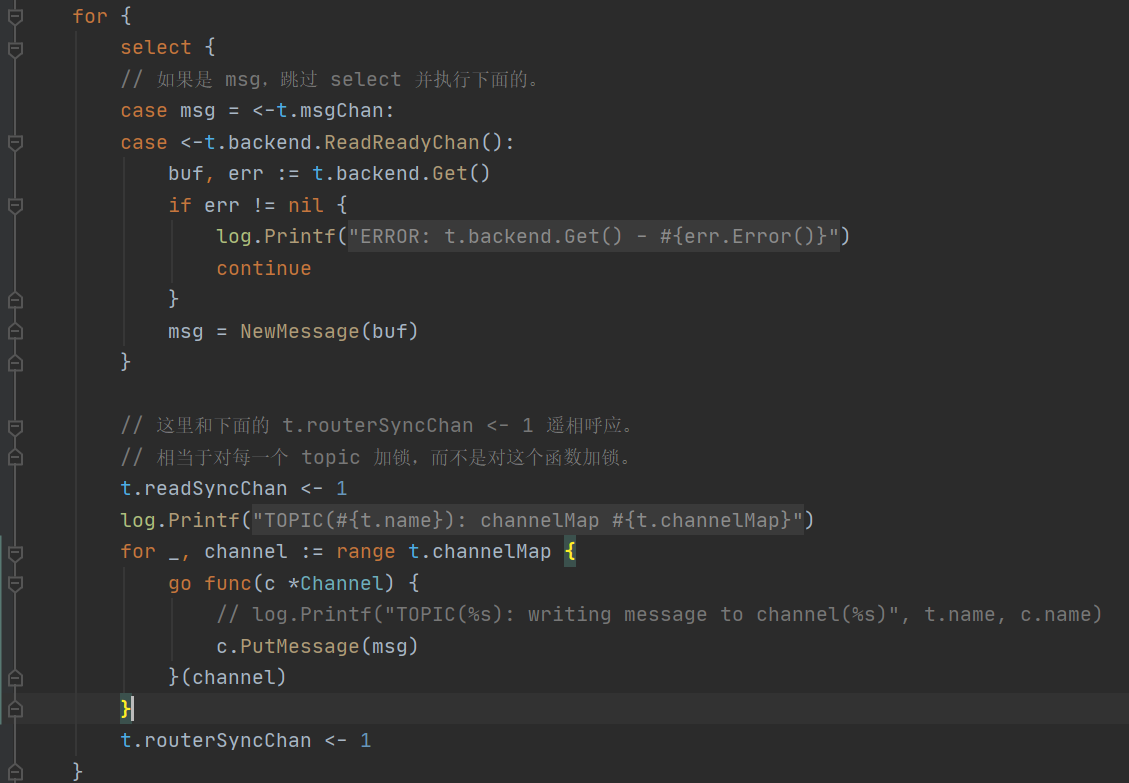 for {
select {
// 如果是 msg，跳过 select 并执行下面的。
case msg = <-t.msgChan:
case <-t.backend.ReadReadyChan():
buf, err := t.backend.Get()
if err != nil {
log.Printf("ERROR: t.backend.Get() - #{err.Error()}")
continue
}
msg = NewMessage(buf)
}
// 这里和下面的 t.routerSyncChan <- 1 遥相呼应。
// 相当于对每一个 topic 加锁，而不是对这个函数加锁。
t.readSyncChan <- 1
log.Printf("TOPIC(#{t.name}): channelMap #{t.channelMap}")
for _, channel := range t.channelMap {
go func(c *Channel) {
// log.Printf("TOPIC(%s): writing message to channel(%s)", t.name, c.name)
c.PutMessage(msg)
}(channel)
}
t.routerSyncChan <- 1
}